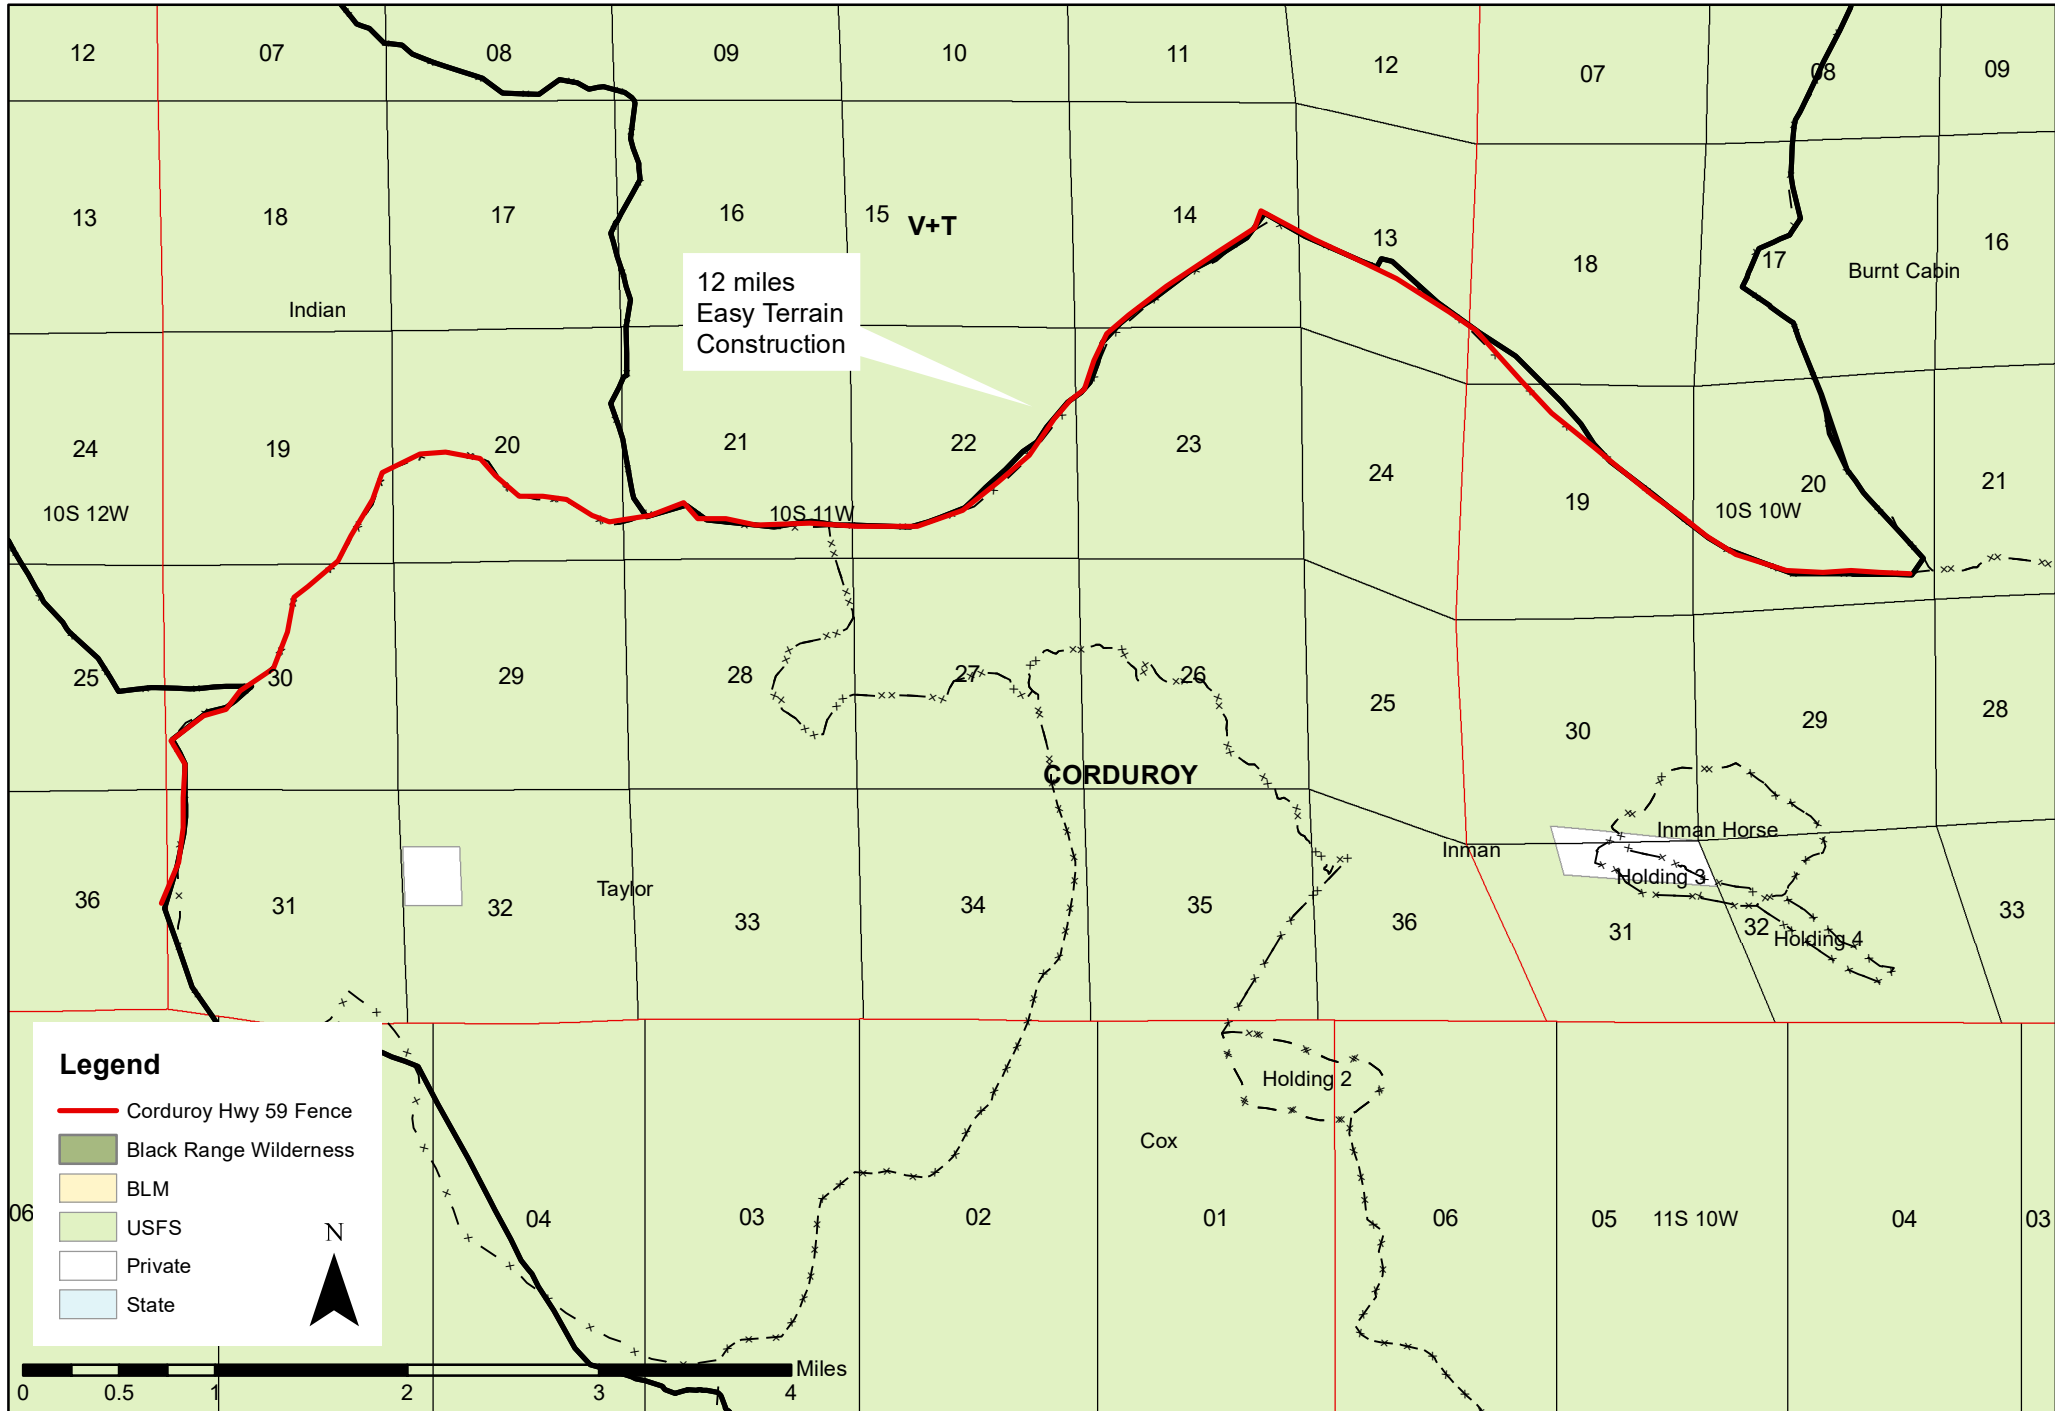 12 07 08 09 10 11 12 07 08 09
13 18 17 16 15 V+T 14 13 18 17 16
Burnt Cabin
Indian
12 miles
Easy Terrain
Construction
24 19 20 21 22 23 24 19 20 21
10S 12W 10S 11W 10S 10W
25 30 29 28 27 26 25 30 29 28
CORDUROY
Inman Horse
Inman
Holding 3
Taylor
36 31 32 33 34 35 36 31 32 33
Holding 4
Holding 2
Cox
06 04 03 02 01 06 05 11S 10W 04 03
Legend
Corduroy Hwy 59 Fence
Black Range Wilderness
BLM
USFS
Private
State
N
Miles
0 0.5 1 2 3 4